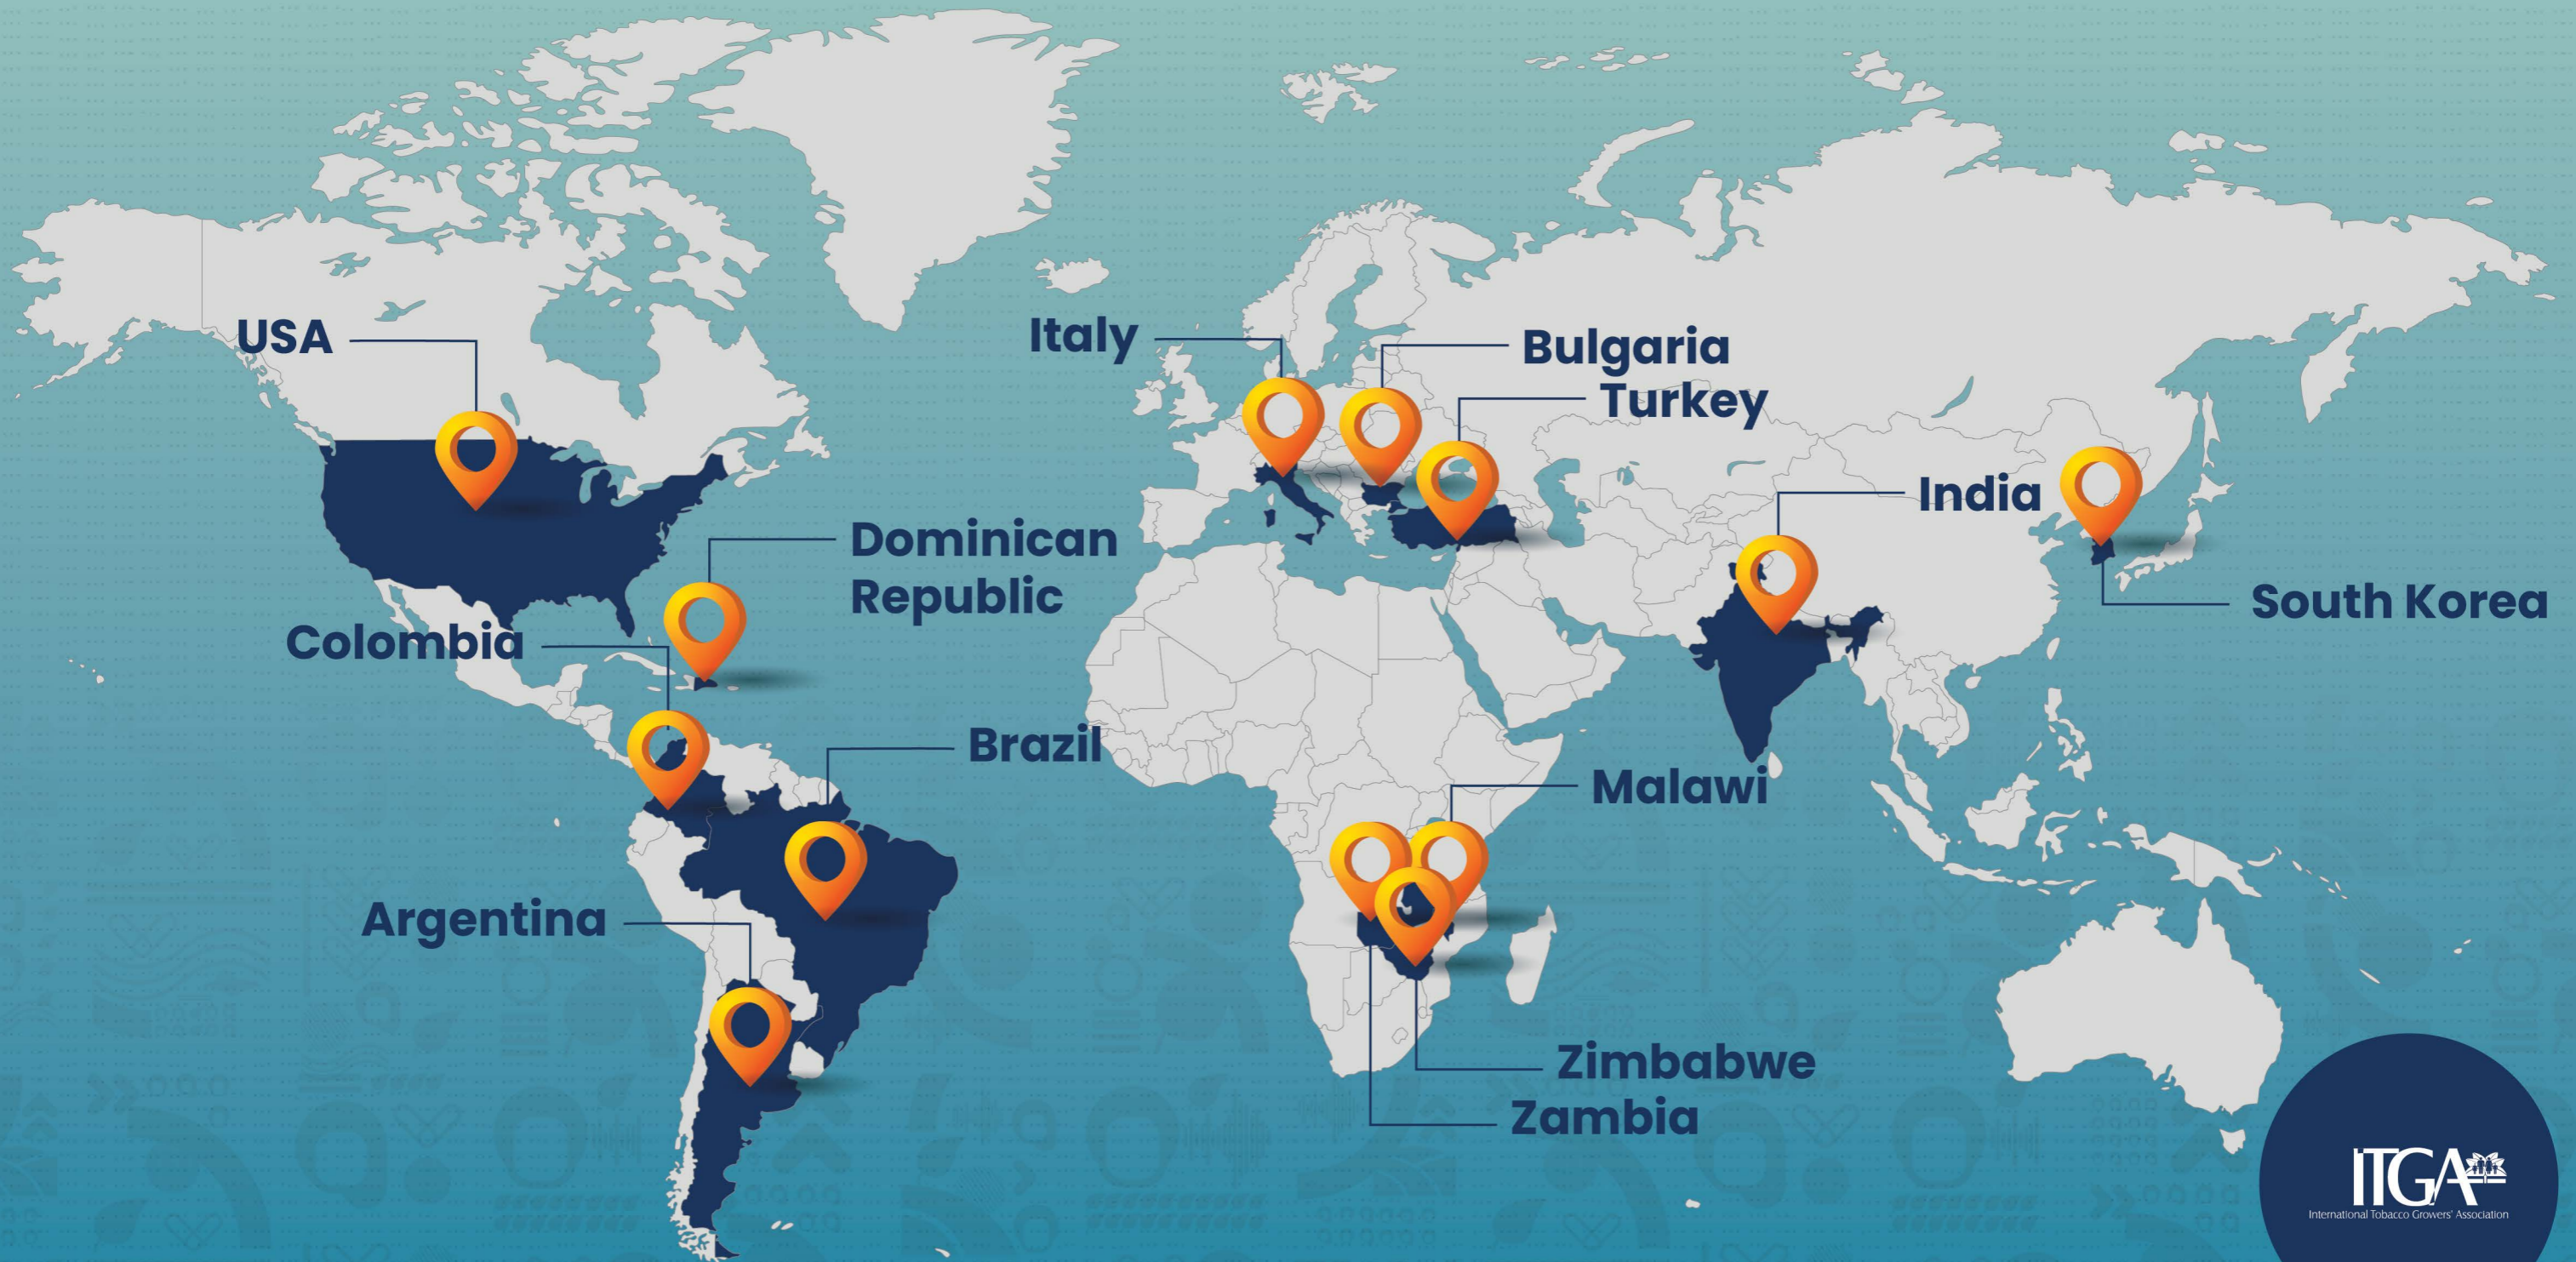 USA
Italy
Bulgaria
Turkey
India
Dominican
Republic
South Korea
Colombia
Brazil
Malawi
Argentina
Zimbabwe
Zambia
ITGA
International Tobacco Growers' Association